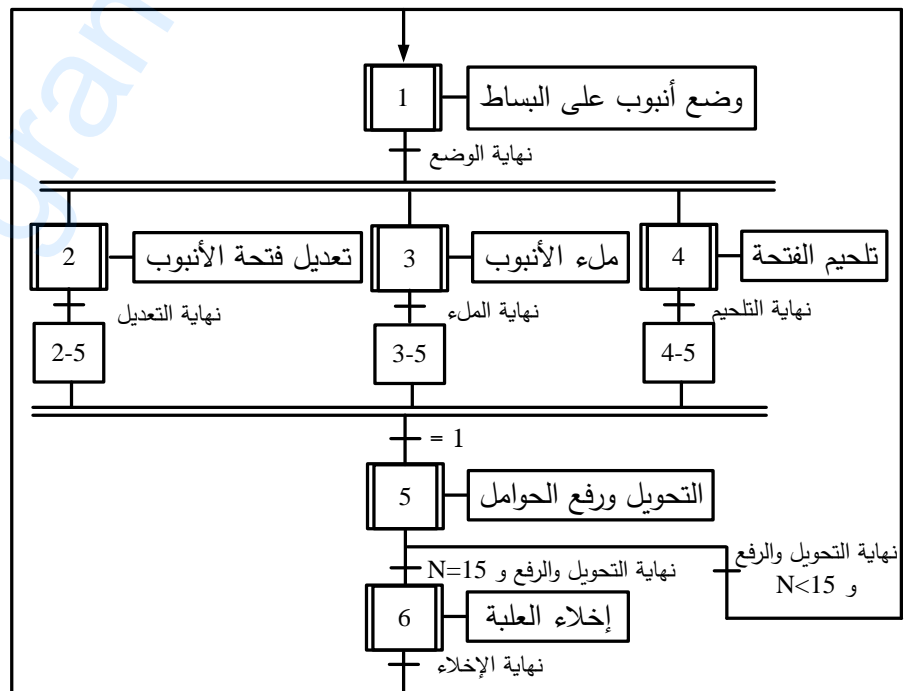 gran
1
وضع أنبوب على البساط
نهاية الوضع
2
تعديل فتحة الأنبوب
3
ملء الأنبوب
4
تلحيم الفتحة
نهاية التعديل
نهاية الملء
نهاية التلحيم
2-5
3-5
4-5
= 1
5
التحويل ورفع الحوامل
نهاية التحويل والرفع و N=15
نهاية التحويل والرفع
و N<15
6
إخلاء العلبة
نهاية الإخلاء